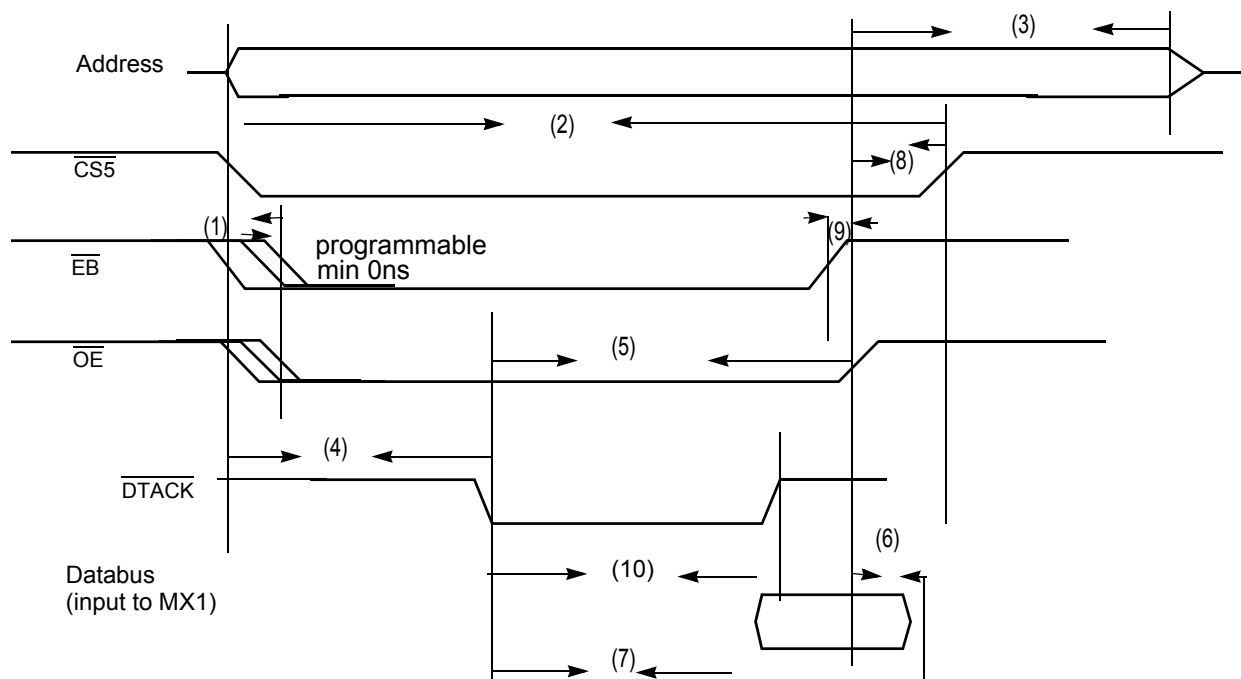 (3)
Address
(2)
CS5
(8)
(1)
(9)
programmable
min 0ns
EB
(5)
OE
(4)
DTACK
(6)
Databus
(input to MX1)
(10)
(7)